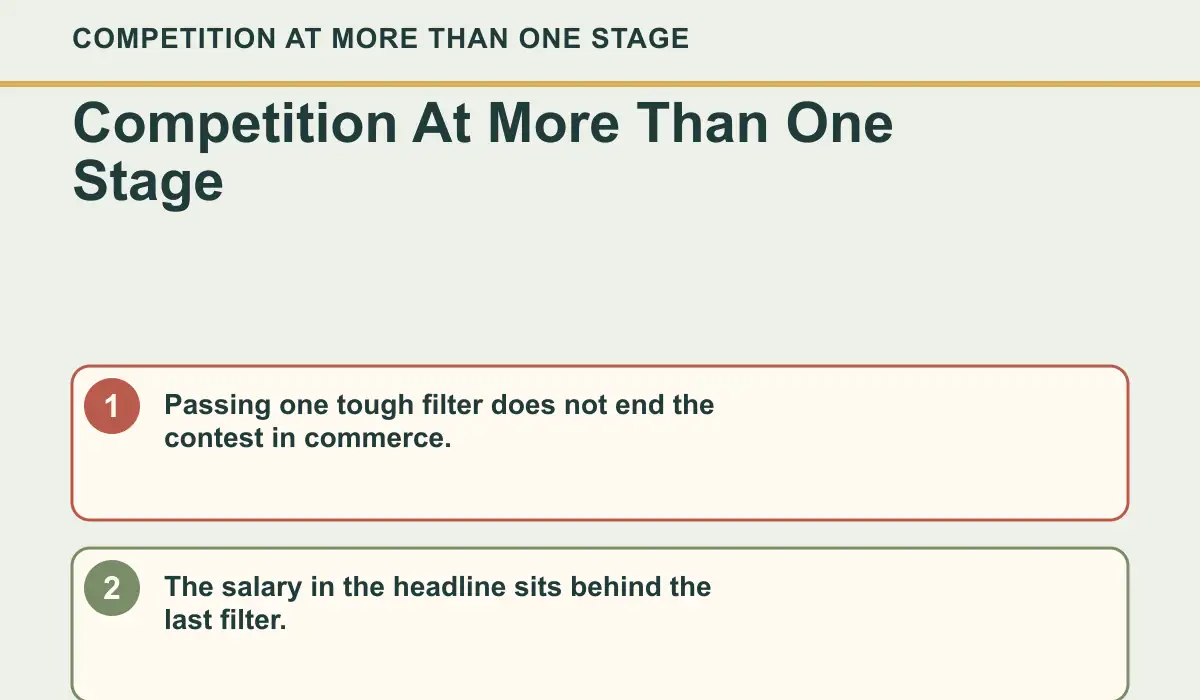 COMPETITION AT MORE THAN ONE STAGE
Competition At More Than One
Stage
1
Passing one tough filter does not end the
contest in commerce.
2
The salary in the headline sits behind the
last filter.